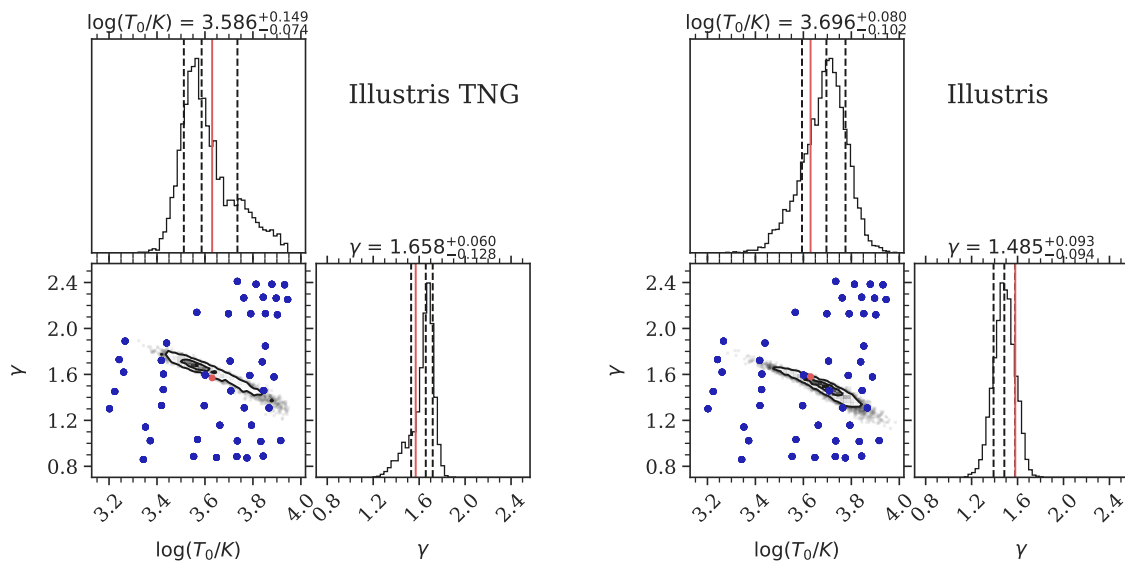 log(T₀/K) = 3.586⁺⁰·¹⁴⁹₋₀.₀₇₄
Illustris TNG
γ = 1.658⁺⁰·⁰⁶⁰₋₀.₁₂₈
γ
2.4
2.0
1.6
1.2
0.8
3.2 3.4 3.6 3.8 4.0
log(T₀/K)
0.8 1.2 1.6 2.0 2.4
γ
log(T₀/K) = 3.696⁺⁰·⁰⁸⁰₋₀.₁₀₂
Illustris
γ = 1.485⁺⁰·⁰⁹³₋₀.₀₉₄
γ
2.4
2.0
1.6
1.2
0.8
3.2 3.4 3.6 3.8 4.0
log(T₀/K)
0.8 1.2 1.6 2.0 2.4
γ